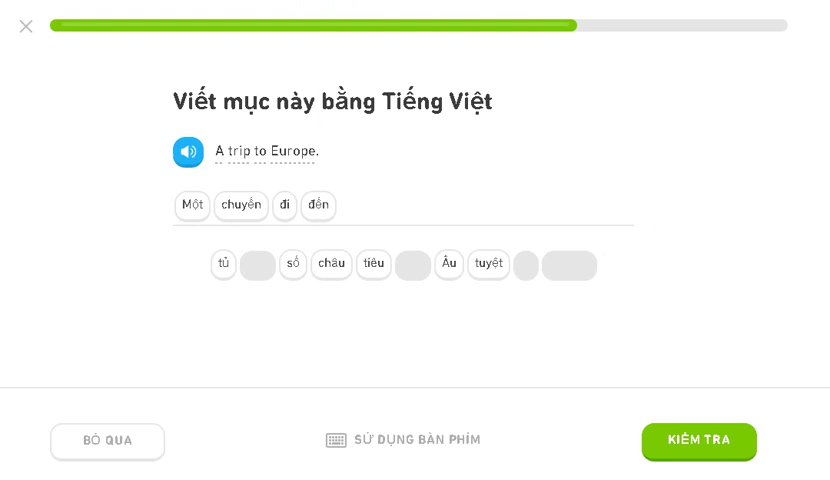 Viết mục này bằng Tiếng Việt
A trip to Europe.
Một chuyến đi đến
tủ số châu tiêu Âu tuyệt
BỎ QUA SỬ DỤNG BÀN PHÍM KIỂM TRA